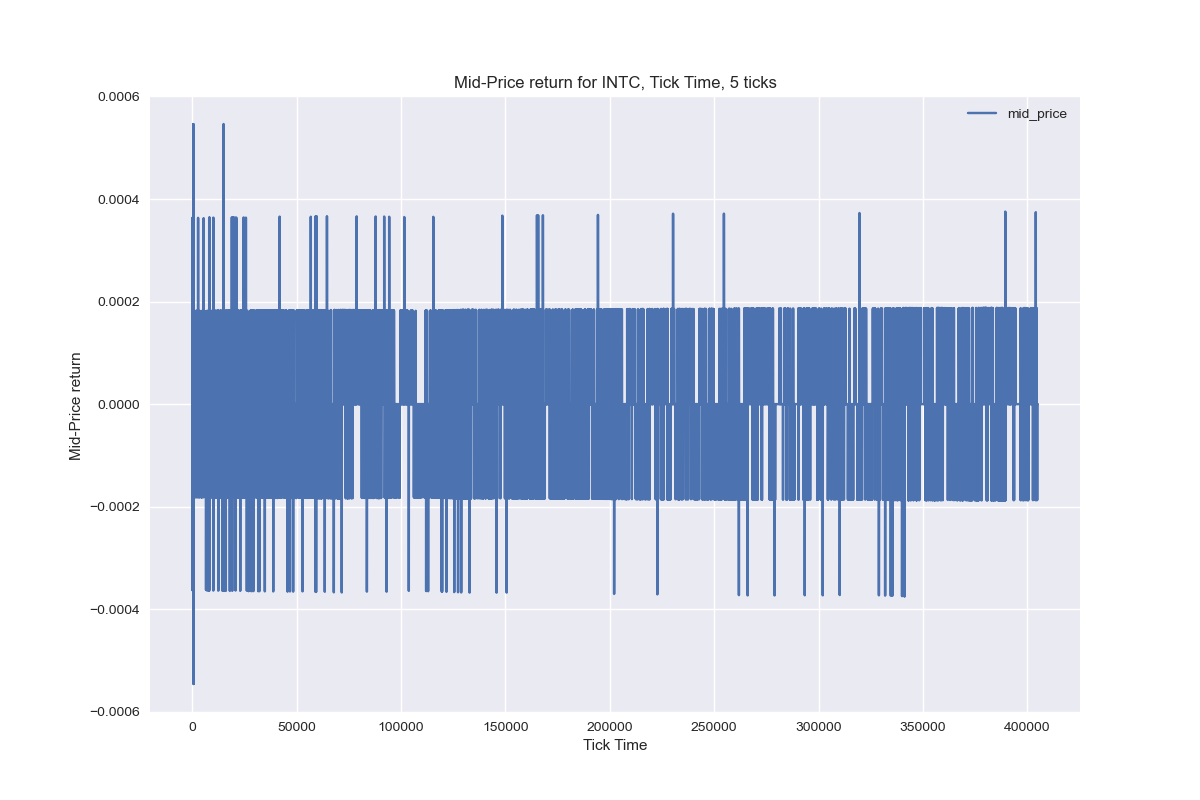 Mid-Price return for INTC, Tick Time, 5 ticks
mid_price
0.0006
0.0004
0.0002
0.0000
−0.0002
−0.0004
−0.0006
Mid-Price return
0 50000 100000 150000 200000 250000 300000 350000 400000
Tick Time